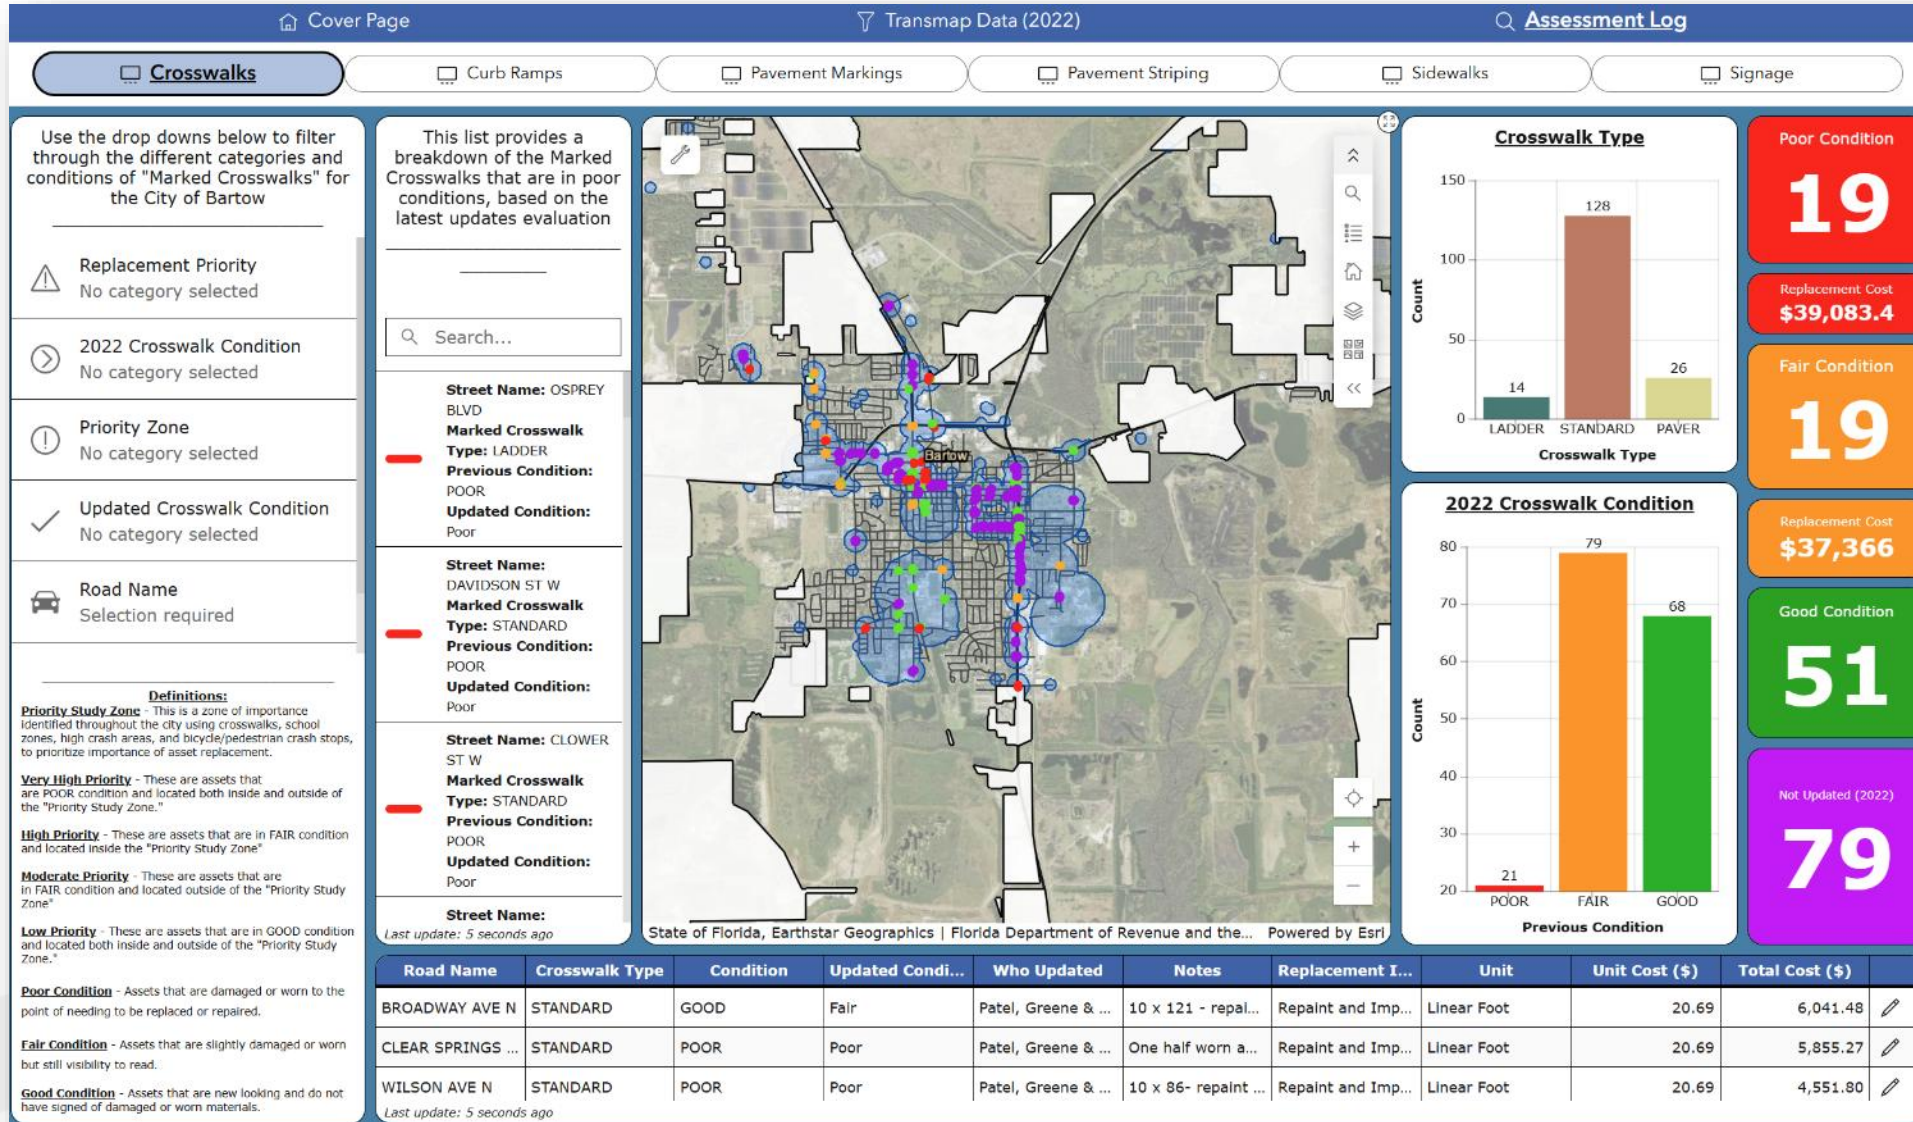 Cover Page
Transmap Data (2022)
Assessment Log
Crosswalks
Curb Ramps
Pavement Markings
Pavement Striping
Sidewalks
Signage
Use the drop downs below to filter
through the different categories and
conditions of "Marked Crosswalks" for
the City of Bartow
Replacement Priority
No category selected
2022 Crosswalk Condition
No category selected
Priority Zone
No category selected
Updated Crosswalk Condition
No category selected
Road Name
Selection required
Definitions:
Priority Study Zone - This is a zone of importance
identified throughout the city using crosswalks, school
zones, high crash areas, and bicycle/pedestrian crash stops,
to prioritize importance of asset replacement.
Very High Priority - These are assets that
are POOR condition and located both inside and outside of
the "Priority Study Zone."
High Priority - These are assets that are in FAIR condition
and located inside the "Priority Study Zone"
Moderate Priority - These are assets that are
in FAIR condition and located outside of the "Priority Study
Zone"
Low Priority - These are assets that are in GOOD condition
and located both inside and outside of the "Priority Study
Zone."
Poor Condition - Assets that are damaged or worn to the
point of needing to be replaced or repaired.
Fair Condition - Assets that are slightly damaged or worn
but still visibility to read.
Good Condition - Assets that are new looking and do not
have signed of damaged or worn materials.
This list provides a
breakdown of the Marked
Crosswalks that are in poor
conditions, based on the
latest updates evaluation
Search...
Street Name: OSPREY
BLVD
Marked Crosswalk
Type: LADDER
Previous Condition:
POOR
Updated Condition:
Poor
Street Name:
DAVIDSON ST W
Marked Crosswalk
Type: STANDARD
Previous Condition:
POOR
Updated Condition:
Poor
Street Name: CLOWER
ST W
Marked Crosswalk
Type: STANDARD
Previous Condition:
POOR
Updated Condition:
Poor
Street Name:
Last update: 5 seconds ago
Bartow
State of Florida, Earthstar Geographics | Florida Department of Revenue and the... Powered by Esri
Crosswalk Type
Count
150
100
50
0
14
128
26
LADDER STANDARD PAVER
Crosswalk Type
2022 Crosswalk Condition
Count
80
70
60
50
40
30
20
21
79
68
POOR FAIR GOOD
Previous Condition
Poor Condition
19
Replacement Cost
$39,083.4
Fair Condition
19
Replacement Cost
$37,366
Good Condition
51
Not Updated (2022)
79
Road Name Crosswalk Type Condition Updated Condi... Who Updated Notes Replacement I... Unit Unit Cost ($) Total Cost ($)
BROADWAY AVE N STANDARD GOOD Fair Patel, Greene & ... 10 x 121 - repai... Repaint and Imp... Linear Foot 20.69 6,041.48
CLEAR SPRINGS ... STANDARD POOR Poor Patel, Greene & ... One half worn a... Repaint and Imp... Linear Foot 20.69 5,855.27
WILSON AVE N STANDARD POOR Poor Patel, Greene & ... 10 x 86- repaint ... Repaint and Imp... Linear Foot 20.69 4,551.80
Last update: 5 seconds ago